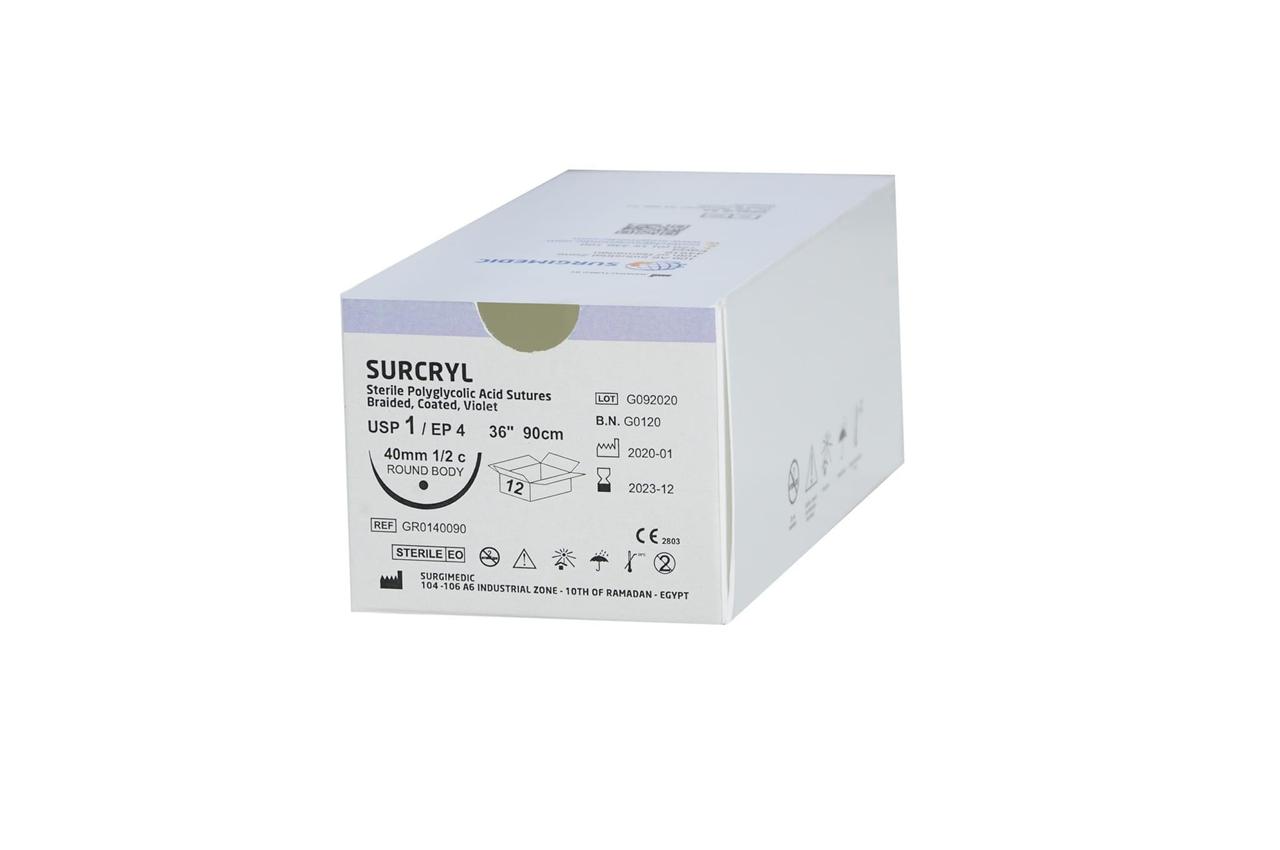 SURGIMEDIC
SURCRYL
Sterile Polyglycolic Acid Sutures
Braided, Coated, Violet
USP 1 / EP 4 36" 90cm
40mm 1/2 c
ROUND BODY
12
LOT G092020
B.N. G0120
2020-01
2023-12
REF GR0140090
CE 2803
STERILE EO
2
SURGIMEDIC
104 -106 A6 INDUSTRIAL ZONE - 10TH OF RAMADAN - EGYPT